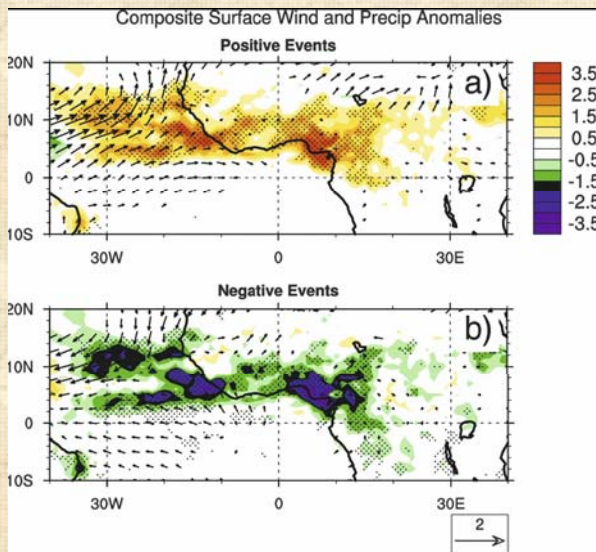 Composite Surface Wind and Precip Anomalies
Positive Events
a)
20N
10N
0
10S
30W 0 30E
3.5
2.5
1.5
0.5
-0.5
-1.5
-2.5
-3.5
Negative Events
b)
20N
10N
0
10S
30W 0 30E
2